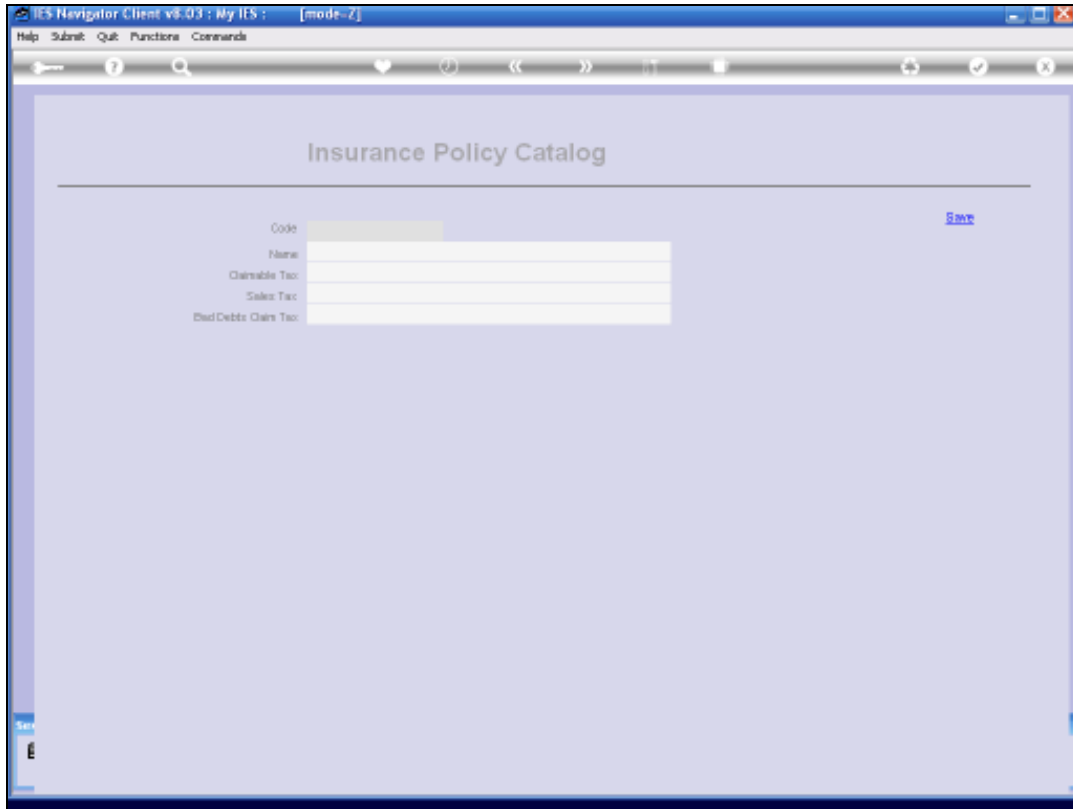 IES Navigator Client v8.03 : My IES : [mode=Z]
Help Submit Quit Functions Commands
Insurance Policy Catalog
Save
Code
Name
Claimable Tax
Sales Tax
Bad Debts Claim Tax